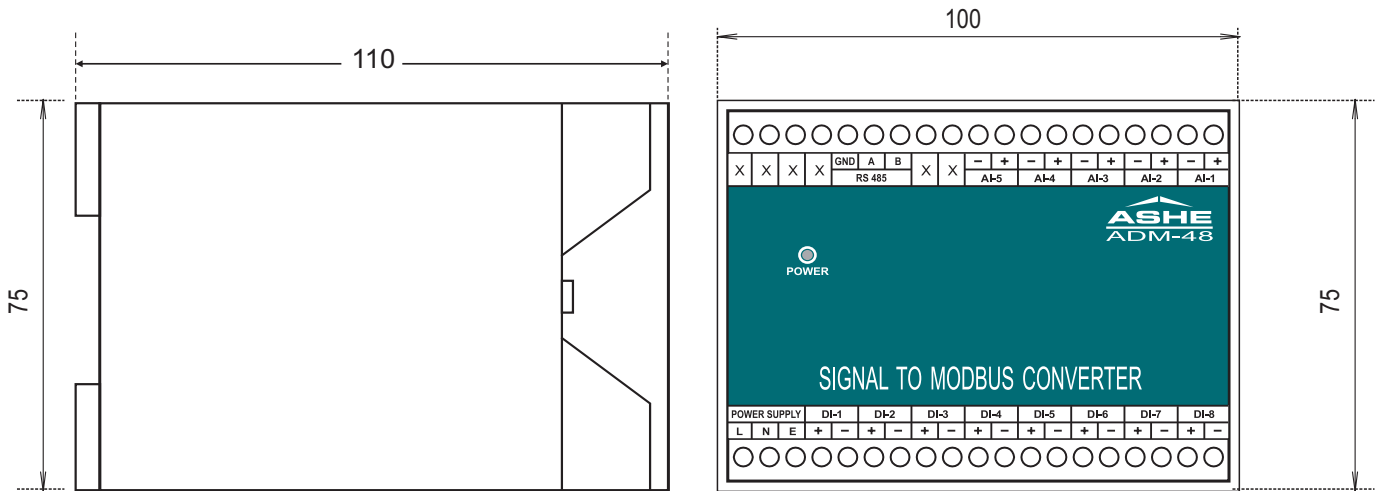 110
75
100
75
X X X X GND A B X X − + − + − + − + − +
RS 485 AI-5 AI-4 AI-3 AI-2 AI-1
ASHE
ADM-48
POWER
SIGNAL TO MODBUS CONVERTER
POWER SUPPLY DI-1 DI-2 DI-3 DI-4 DI-5 DI-6 DI-7 DI-8
L N E + − + − + − + − + − + − + − + −